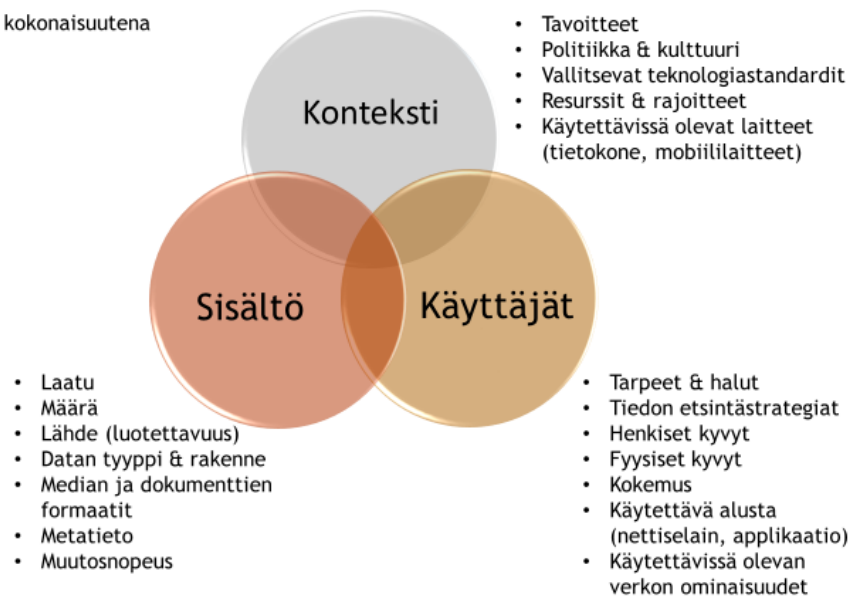 kokonaisuutena
Konteksti
• Tavoitteet
• Politiikka & kulttuuri
• Vallitsevat teknologiastandardit
• Resurssit & rajoitteet
• Käytettävissä olevat laitteet
(tietokone, mobiililaitteet)
Sisältö
Käyttäjät
• Laatu
• Määrä
• Lähde (luotettavuus)
• Datan tyyppi & rakenne
• Median ja dokumenttien
formaatit
• Metatieto
• Muutosnopeus
• Tarpeet & halut
• Tiedon etsintästrategiat
• Henkiset kyvyt
• Fyysiset kyvyt
• Kokemus
• Käytettävä alusta
(nettiselain, applikaatio)
• Käytettävissä olevan
verkon ominaisuudet